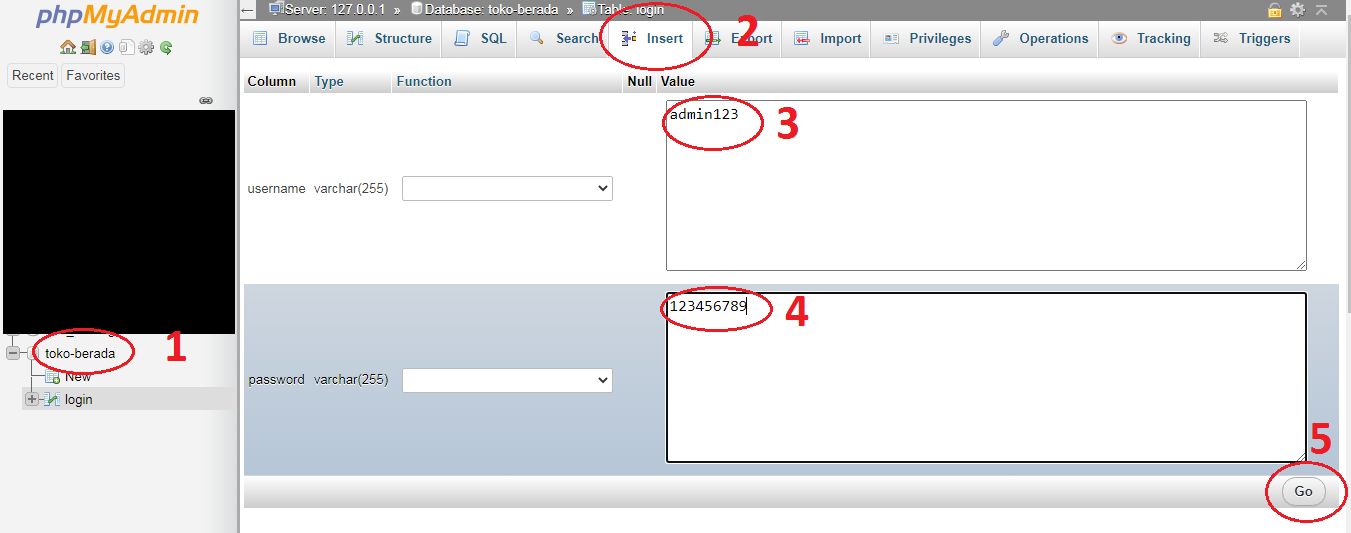 phpMyAdmin
Recent Favorites
toko-berada
New
login
1
Server: 127.0.0.1 » Database: toko-berada » Table: login
Browse Structure SQL Search Insert Export Import Privileges Operations Tracking Triggers
2
Column Type Function Null Value
username varchar(255) admin123
3
password varchar(255) 123456789
4
5
Go